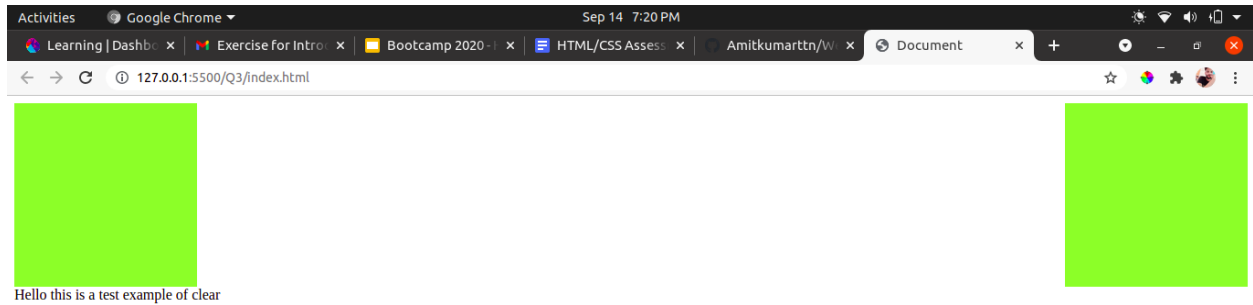 Activities Google Chrome Sep 14 7:20 PM
Learning | Dashbo Exercise for Intro Bootcamp 2020 - HTML/CSS Assess Amitkumarttn/W Document
127.0.0.1:5500/Q3/index.html
Hello this is a test example of clear